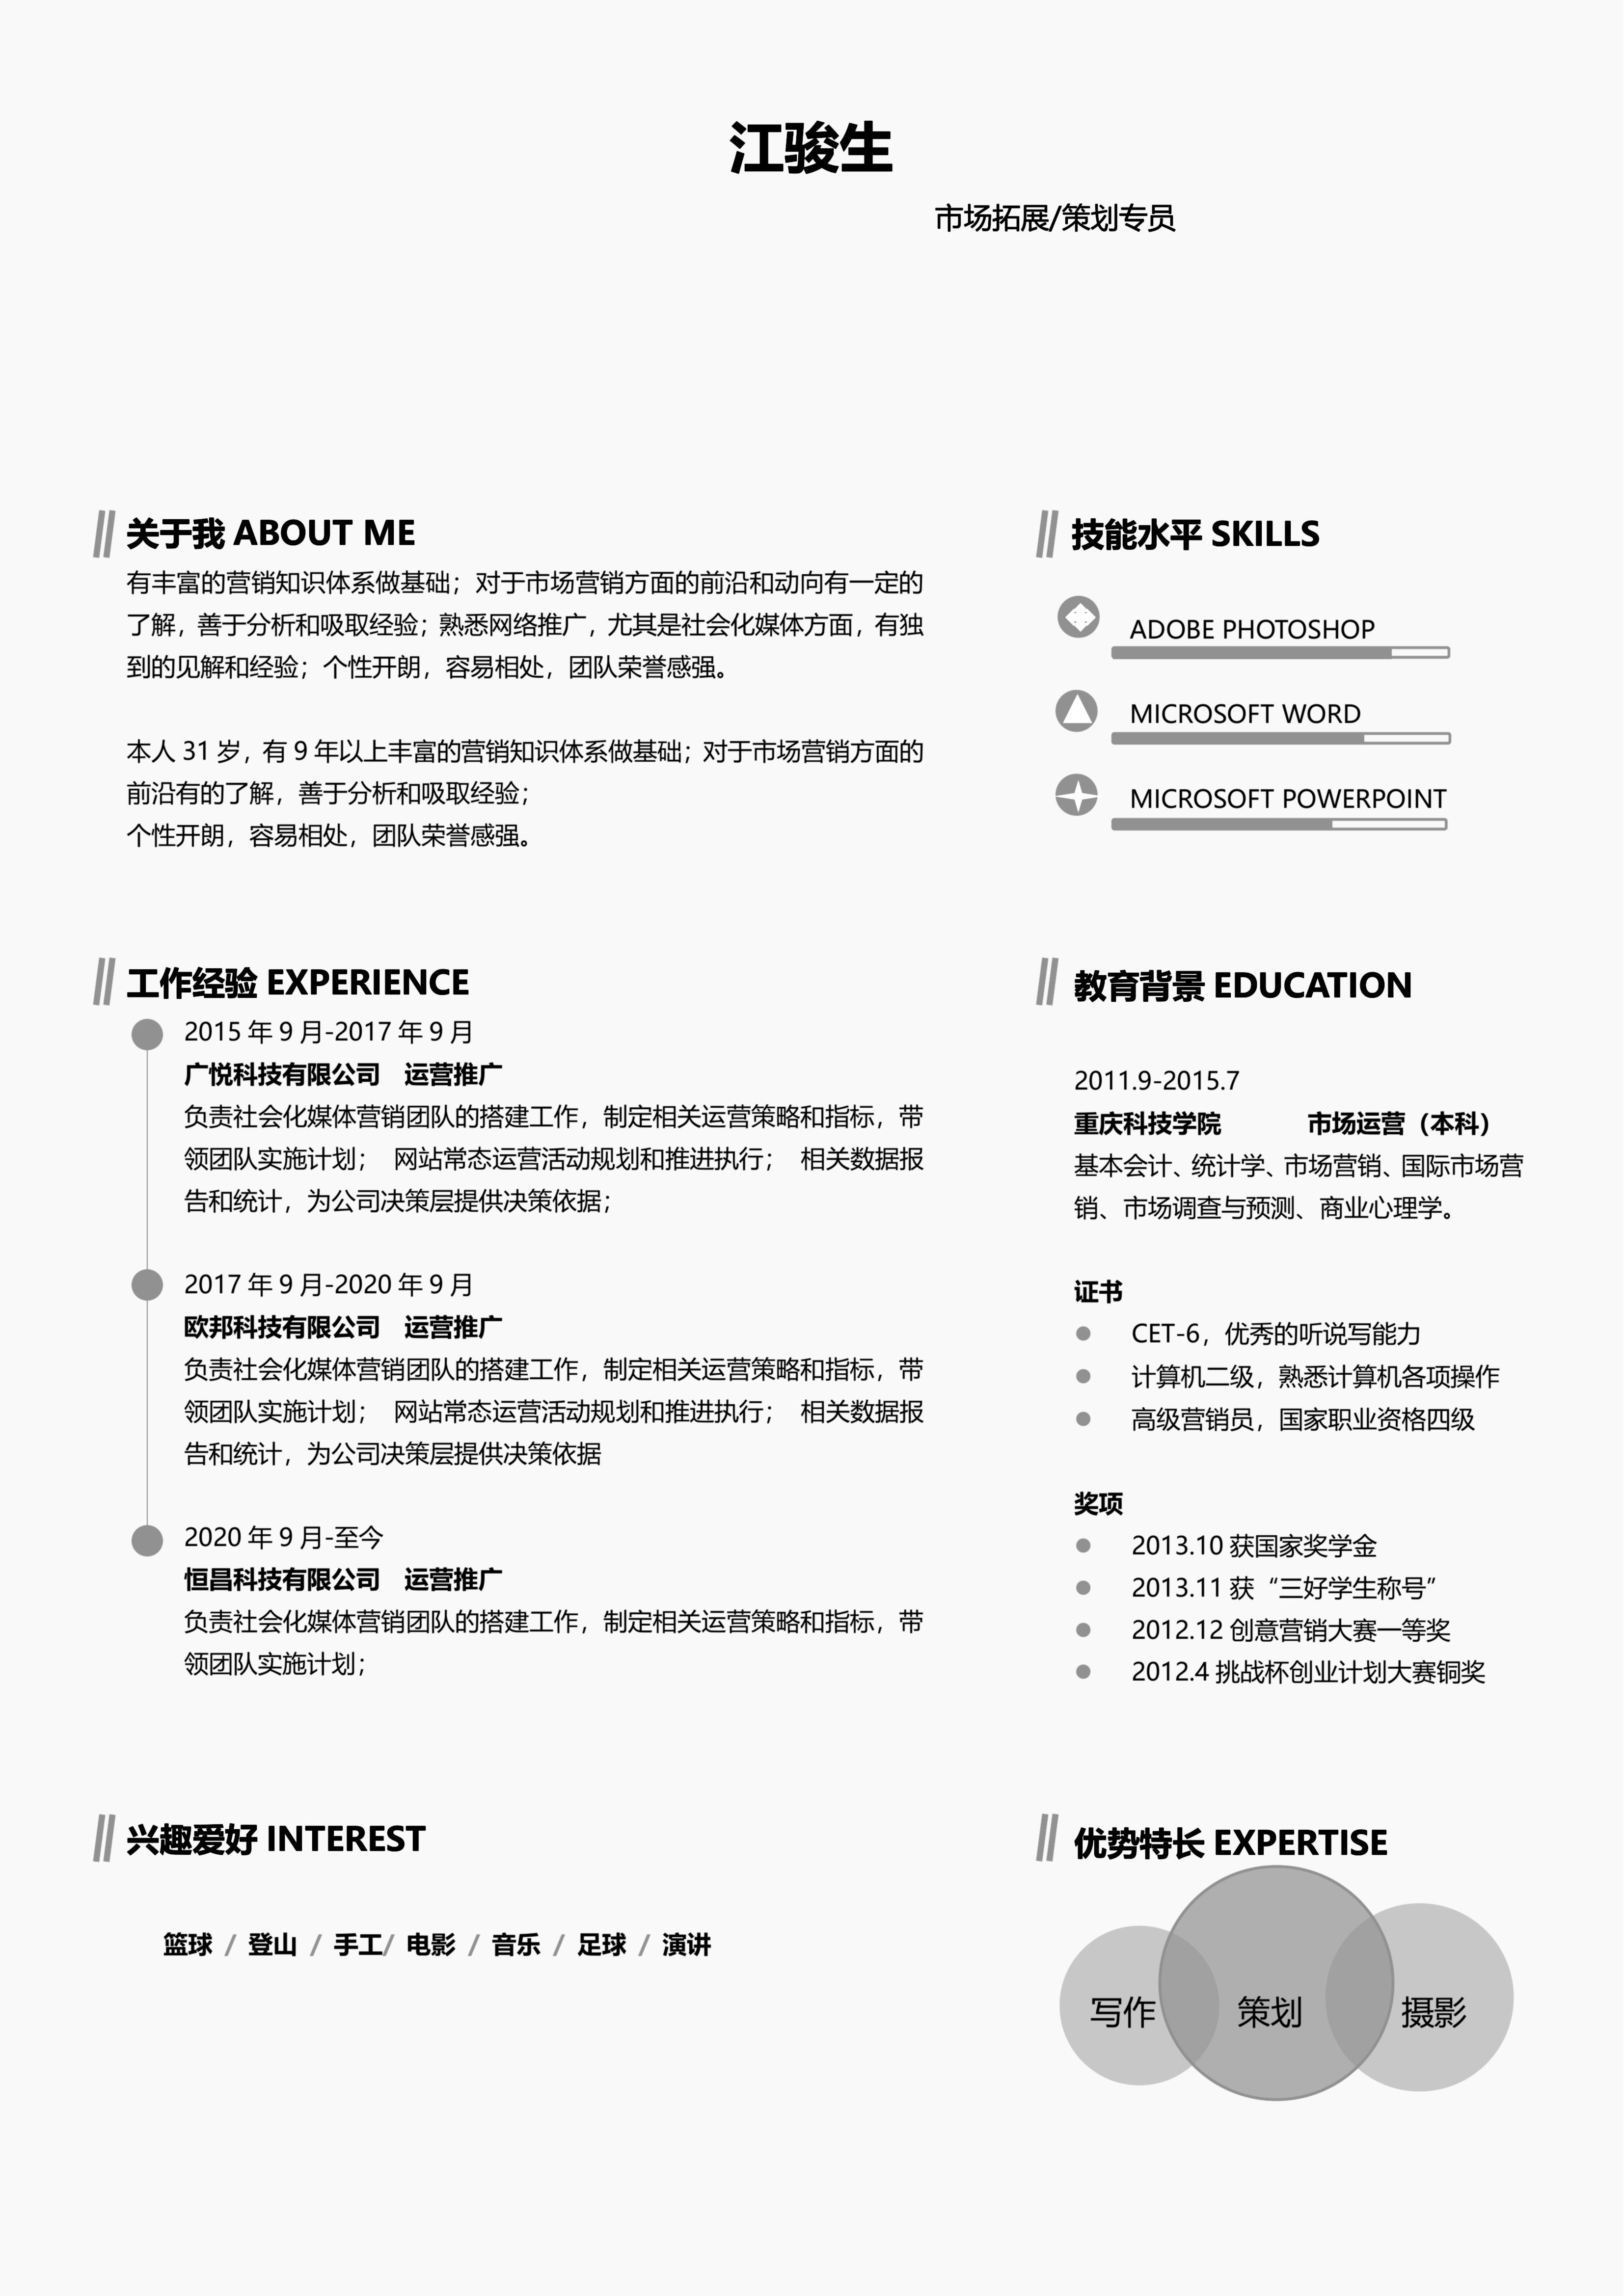 江骏生
市场拓展/策划专员
关于我 ABOUT ME
有丰富的营销知识体系做基础；对于市场营销方面的前沿和动向有一定的
了解，善于分析和吸取经验；熟悉网络推广，尤其是社会化媒体方面，有独
到的见解和经验；个性开朗，容易相处，团队荣誉感强。
本人 31 岁，有 9 年以上丰富的营销知识体系做基础；对于市场营销方面的
前沿有的了解，善于分析和吸取经验；
个性开朗，容易相处，团队荣誉感强。
技能水平 SKILLS
ADOBE PHOTOSHOP
MICROSOFT WORD
MICROSOFT POWERPOINT
工作经验 EXPERIENCE
2015 年 9 月-2017 年 9 月
广悦科技有限公司 运营推广
负责社会化媒体营销团队的搭建工作，制定相关运营策略和指标，带
领团队实施计划； 网站常态运营活动规划和推进执行； 相关数据报
告和统计，为公司决策层提供决策依据；
2017 年 9 月-2020 年 9 月
欧邦科技有限公司 运营推广
负责社会化媒体营销团队的搭建工作，制定相关运营策略和指标，带
领团队实施计划； 网站常态运营活动规划和推进执行； 相关数据报
告和统计，为公司决策层提供决策依据
2020 年 9 月-至今
恒昌科技有限公司 运营推广
负责社会化媒体营销团队的搭建工作，制定相关运营策略和指标，带
领团队实施计划；
教育背景 EDUCATION
2011.9-2015.7
重庆科技学院 市场运营（本科）
基本会计、统计学、市场营销、国际市场营
销、市场调查与预测、商业心理学。
证书
CET-6，优秀的听说写能力
计算机二级，熟悉计算机各项操作
高级营销员，国家职业资格四级
奖项
2013.10 获国家奖学金
2013.11 获“三好学生称号”
2012.12 创意营销大赛一等奖
2012.4 挑战杯创业计划大赛铜奖
兴趣爱好 INTEREST
篮球 / 登山 / 手工/ 电影 / 音乐 / 足球 / 演讲
优势特长 EXPERTISE
写作 策划 摄影